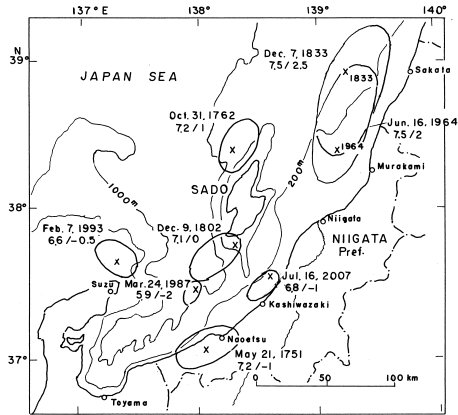 137°E
138°
139°
140°
N
39°
Dec. 7, 1833
7.5/2.5
1833
Sakata
JAPAN SEA
Oct. 31, 1762
7.2/1
Jun. 16, 1964
7.5/2
1964
200m
Murakami
1000m
SADO
38°
Feb. 7, 1993
6.6/-0.5
Dec. 9, 1802
7.1/0
Niigata
NIIGATA
Pref.
Suzu
Mar. 24, 1987
5.9/-2
Jul. 16, 2007
6.8/-1
Kashiwazaki
37°
Naoetsu
May 21, 1751
7.2/-1
0 50 100 km
Toyama